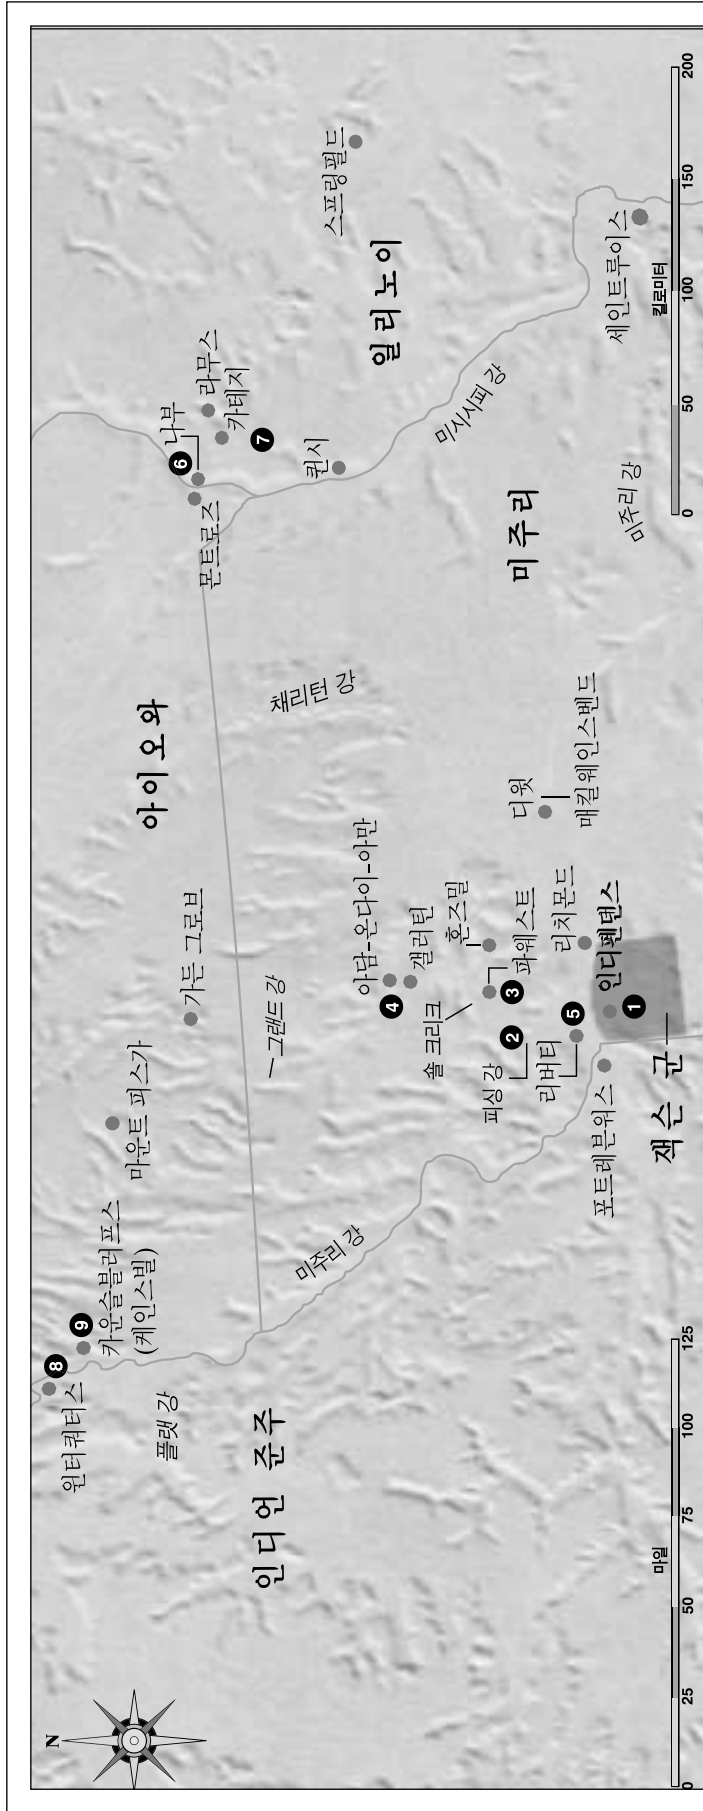 N
8
윈터쿼터스
9
카운슬블러프스
(케인스빌)
플랫 강
마운트 피스가
가든 그로브
아이오와
몬트로즈
6
나부
라무스
카테지
7
퀸시
스프링필드
일리노이
인디언 준주
미주리 강
그랜드 강
채리턴 강
미시시피 강
아담-온다이-아만
4
갤러틴
숄 크리크
혼즈밀
3
파웨스트
2
피싱 강
5
리버티
리치몬드
인디펜덴스
1
포트레븐워스
잭슨 군
디윗
매킬웨인스벤드
미주리
미주리 강
세인트루이스
마일
0
25
50
75
100
125
킬로미터
0
50
100
150
200